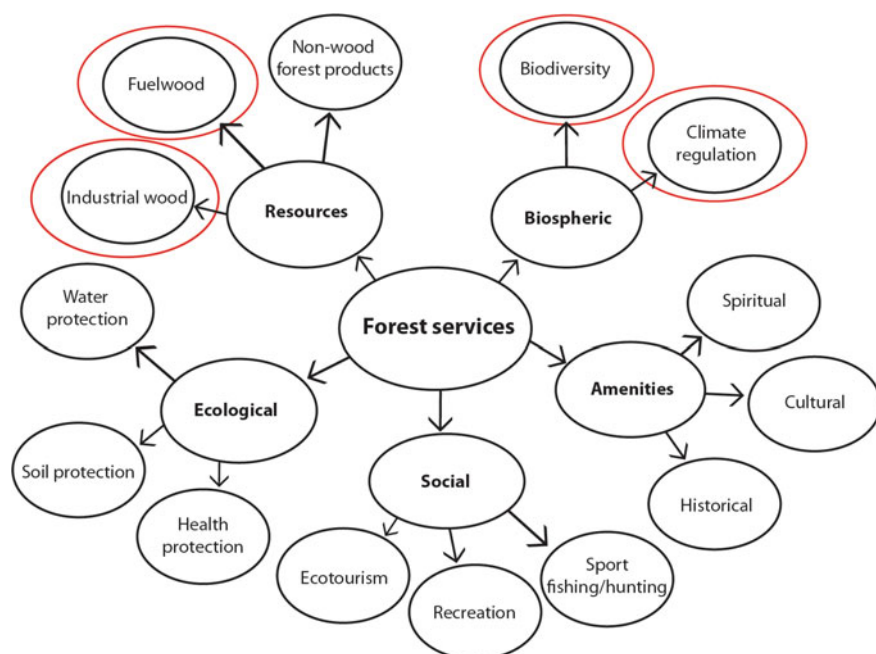 Non-wood
forest products
Fuelwood
Industrial wood
Resources
Biodiversity
Climate
regulation
Biospheric
Forest services
Water
protection
Ecological
Soil protection
Health
protection
Social
Ecotourism
Recreation
Sport
fishing/hunting
Amenities
Spiritual
Cultural
Historical